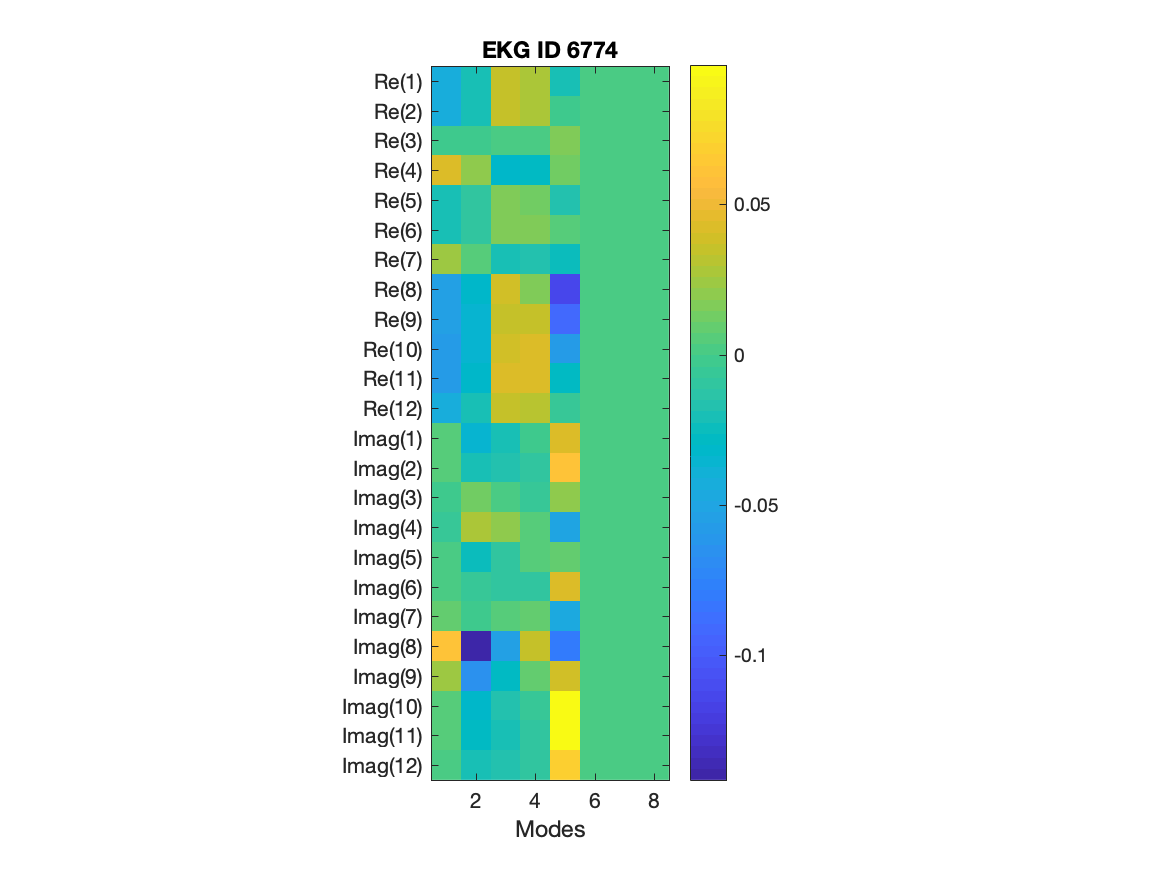 EKG ID 6774
Re(1)
Re(2)
Re(3)
Re(4)
Re(5)
Re(6)
Re(7)
Re(8)
Re(9)
Re(10)
Re(11)
Re(12)
Imag(1)
Imag(2)
Imag(3)
Imag(4)
Imag(5)
Imag(6)
Imag(7)
Imag(8)
Imag(9)
Imag(10)
Imag(11)
Imag(12)
2 4 6 8
Modes
0.05
0
-0.05
-0.1